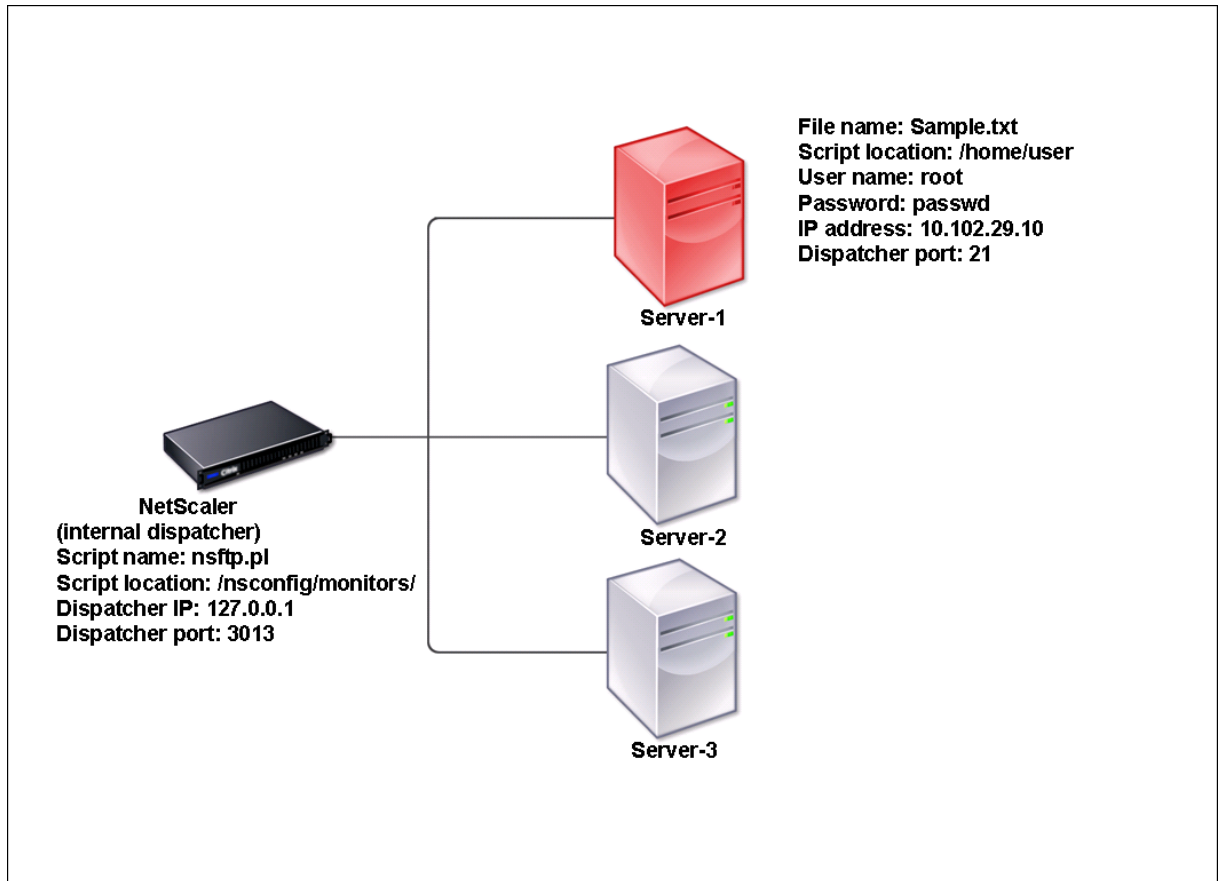 File name: Sample.txt
Script location: /home/user
User name: root
Password: passwd
IP address: 10.102.29.10
Dispatcher port: 21
Server-1
Citrix
NetScaler
(internal dispatcher)
Script name: nsftp.pl
Script location: /nsconfig/monitors/
Dispatcher IP: 127.0.0.1
Dispatcher port: 3013
Server-2
Server-3